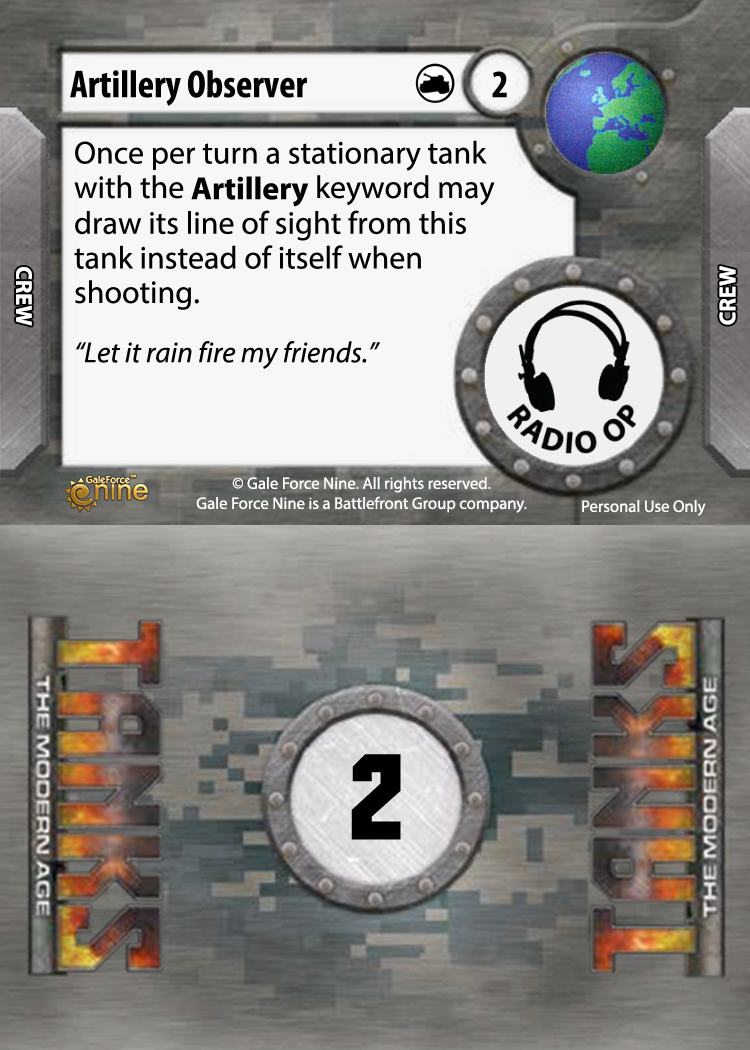 Artillery Observer
2
Once per turn a stationary tank
with the Artillery keyword may
draw its line of sight from this
tank instead of itself when
shooting.
“Let it rain fire my friends.”
CREW
CREW
RADIO OP
GaleForce™
nine
© Gale Force Nine. All rights reserved.
Gale Force Nine is a Battlefront Group company.
Personal Use Only
TANKS
THE MODERN AGE
2
TANKS
THE MODERN AGE